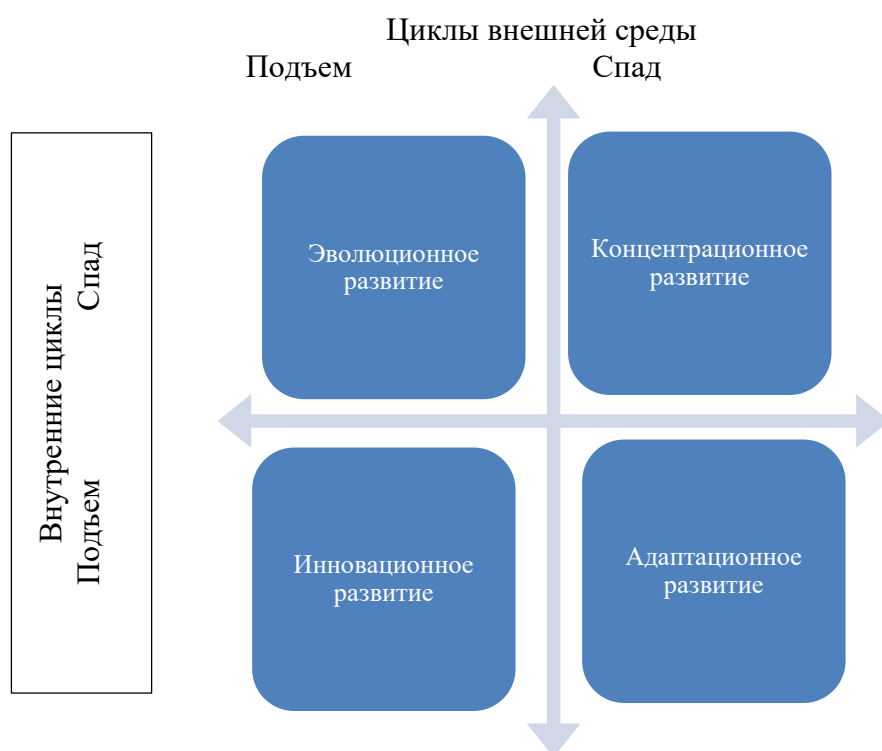 Циклы внешней среды
Подъем Спад
Внутренние циклы
Подъем Спад
Эволюционное
развитие
Концентрационное
развитие
Инновационное
развитие
Адаптационное
развитие